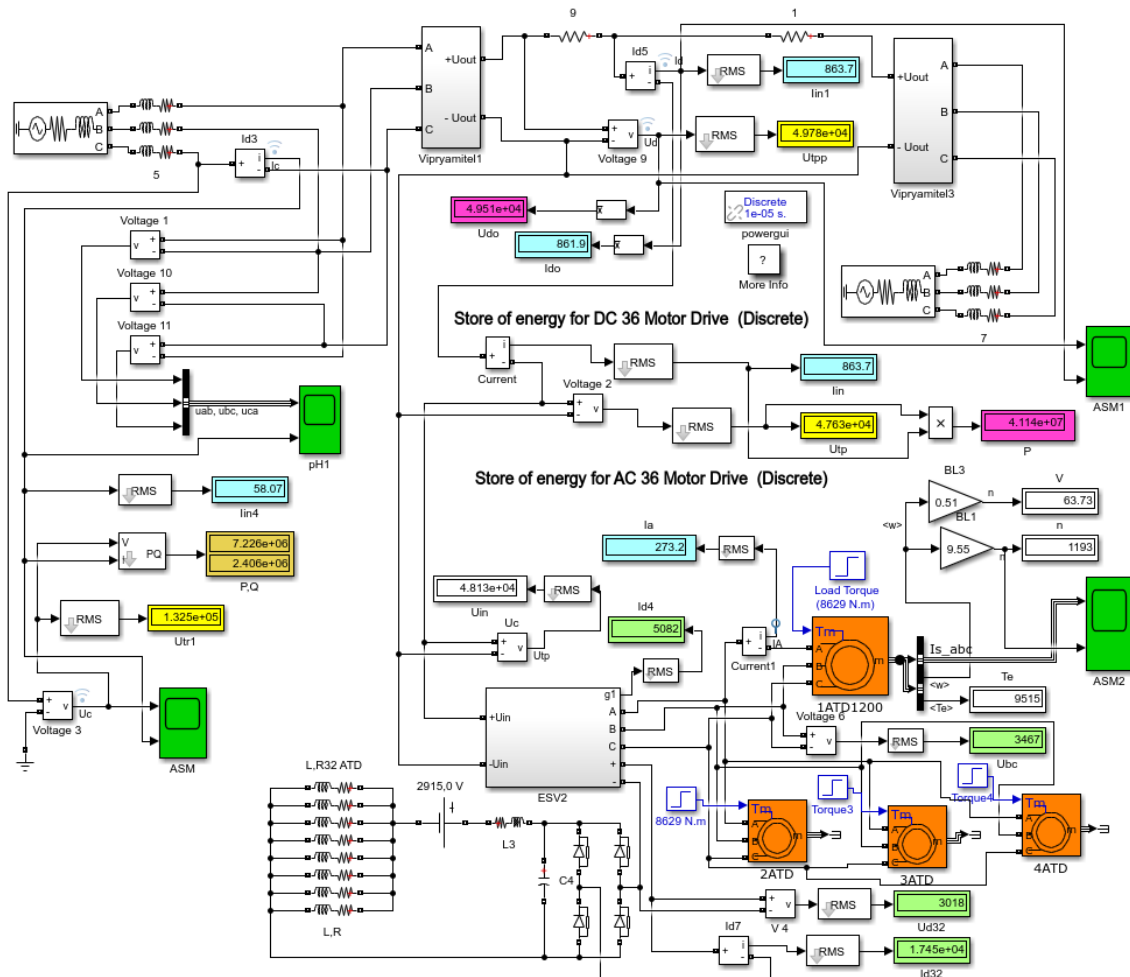 9
1
A
B
C
+Uout
- Uout
Vipryamitel1
Id5
+
i
-
Id
RMS
863.7
Iin1
+Uout
- Uout
A
B
C
Vipryamitel3
A
B
C
5
Id3
+
i
-
Ic
+
-
v
Ud
Voltage 9
RMS
4.978e+04
Utpp
4.951e+04
Udo
x
861.9
Ido
x
Discrete
1e-05 s.
powergui
?
More Info
Voltage 1
v
+
-
Voltage 10
v
+
-
Voltage 11
v
+
-
A
B
C
7
ASM1
Store of energy for DC 36 Motor Drive (Discrete)
+
i
-
Current
RMS
863.7
Iin
Voltage 2
+
-
v
RMS
4.763e+04
Utp
×
4.114e+07
P
uab, ubc, uca
pH1
Store of energy for AC 36 Motor Drive (Discrete)
RMS
58.07
Iin4
V
I
PQ
7.226e+06
2.406e+06
P,Q
RMS
1.325e+05
Utr1
BL3
0.51
n
V
63.73
<w>
BL1
9.55
n
n
1193
Ia
273.2
RMS
Load Torque
(8629 N.m)
4.813e+04
Uin
RMS
Uc
+
-
v
Utp
Id4
5082
RMS
+
i
-
IA
Current1
Tm
A
B
C
m
1ATD1200
Is_abc
<w>
<Te>
Te
9515
ASM2
+
-
v
Uc
Voltage 3
ASM
+Uin
-Uin
g1
A
B
C
+
-
ESV2
Voltage 6
+
-
v
RMS
3467
Ubc
L,R32 ATD
2915,0 V
L3
C4
L,R
8629 N.m
Tm
A
B
C
m
2ATD
Torque3
Tm
A
B
C
m
3ATD
Torque4
Tm
A
B
C
m
4ATD
+
-
v
V 4
RMS
3018
Ud32
Id7
+
i
-
RMS
1.745e+04
Id32